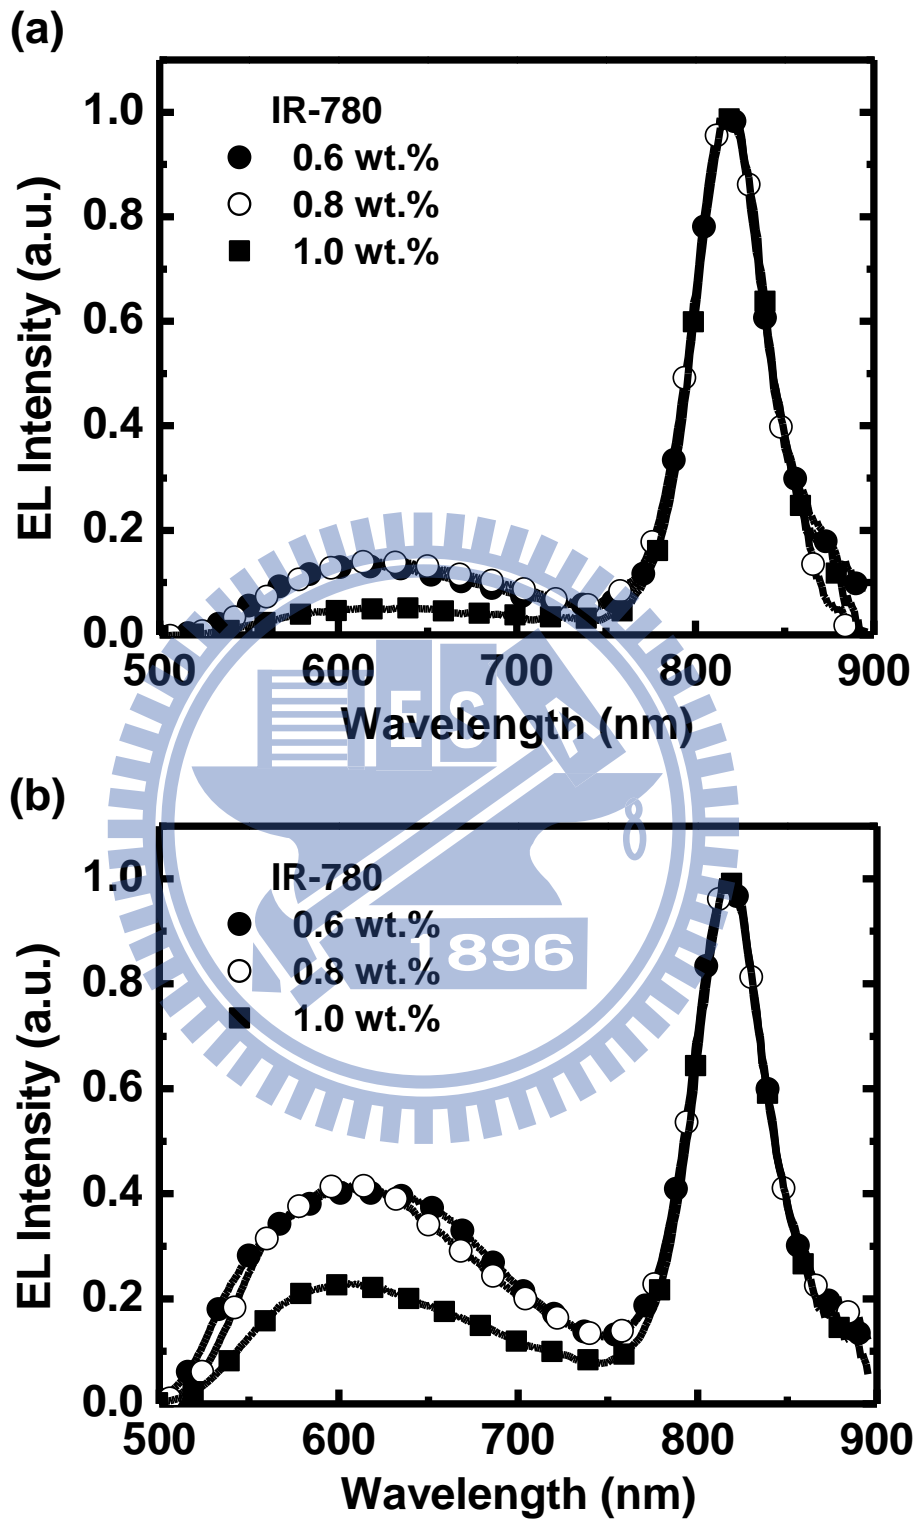 (a)
IR-780
0.6 wt.%
0.8 wt.%
1.0 wt.%
EL Intensity (a.u.)
1.0
0.8
0.6
0.4
0.2
0.0
500 600 700 800 900
Wavelength (nm)
E S
(b)
IR-780
0.6 wt.%
0.8 wt.%
1.0 wt.%
1896
EL Intensity (a.u.)
1.0
0.8
0.6
0.4
0.2
0.0
500 600 700 800 900
Wavelength (nm)